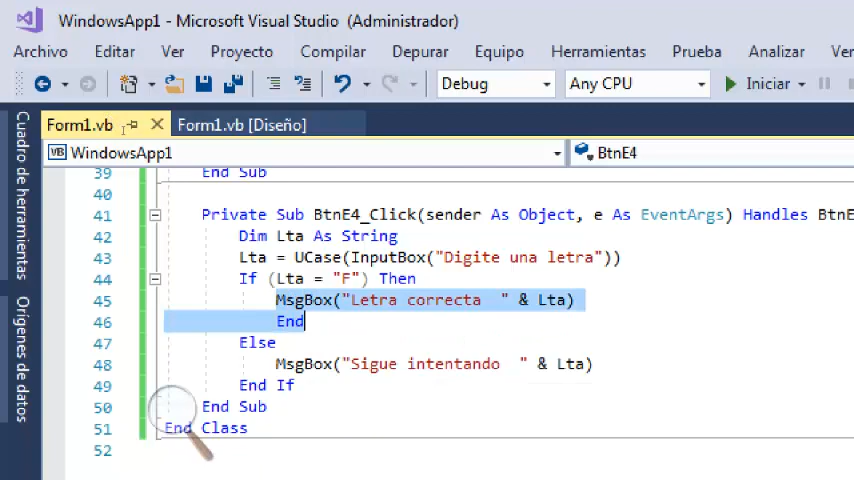 WindowsApp1 - Microsoft Visual Studio (Administrador)
Archivo Editar Ver Proyecto Compilar Depurar Equipo Herramientas Prueba Analizar Ver
Debug Any CPU Iniciar
Form1.vb Form1.vb [Diseño]
VB WindowsApp1 BtnE4
Cuadro de herramientas
Orígenes de datos
39 End Sub
40
41 Private Sub BtnE4_Click(sender As Object, e As EventArgs) Handles BtnE
42 Dim Lta As String
43 Lta = UCase(InputBox("Digite una letra"))
44 If (Lta = "F") Then
45 MsgBox("Letra correcta  " & Lta)
46 End
47 Else
48 MsgBox("Sigue intentando  " & Lta)
49 End If
50 End Sub
51 End Class
52